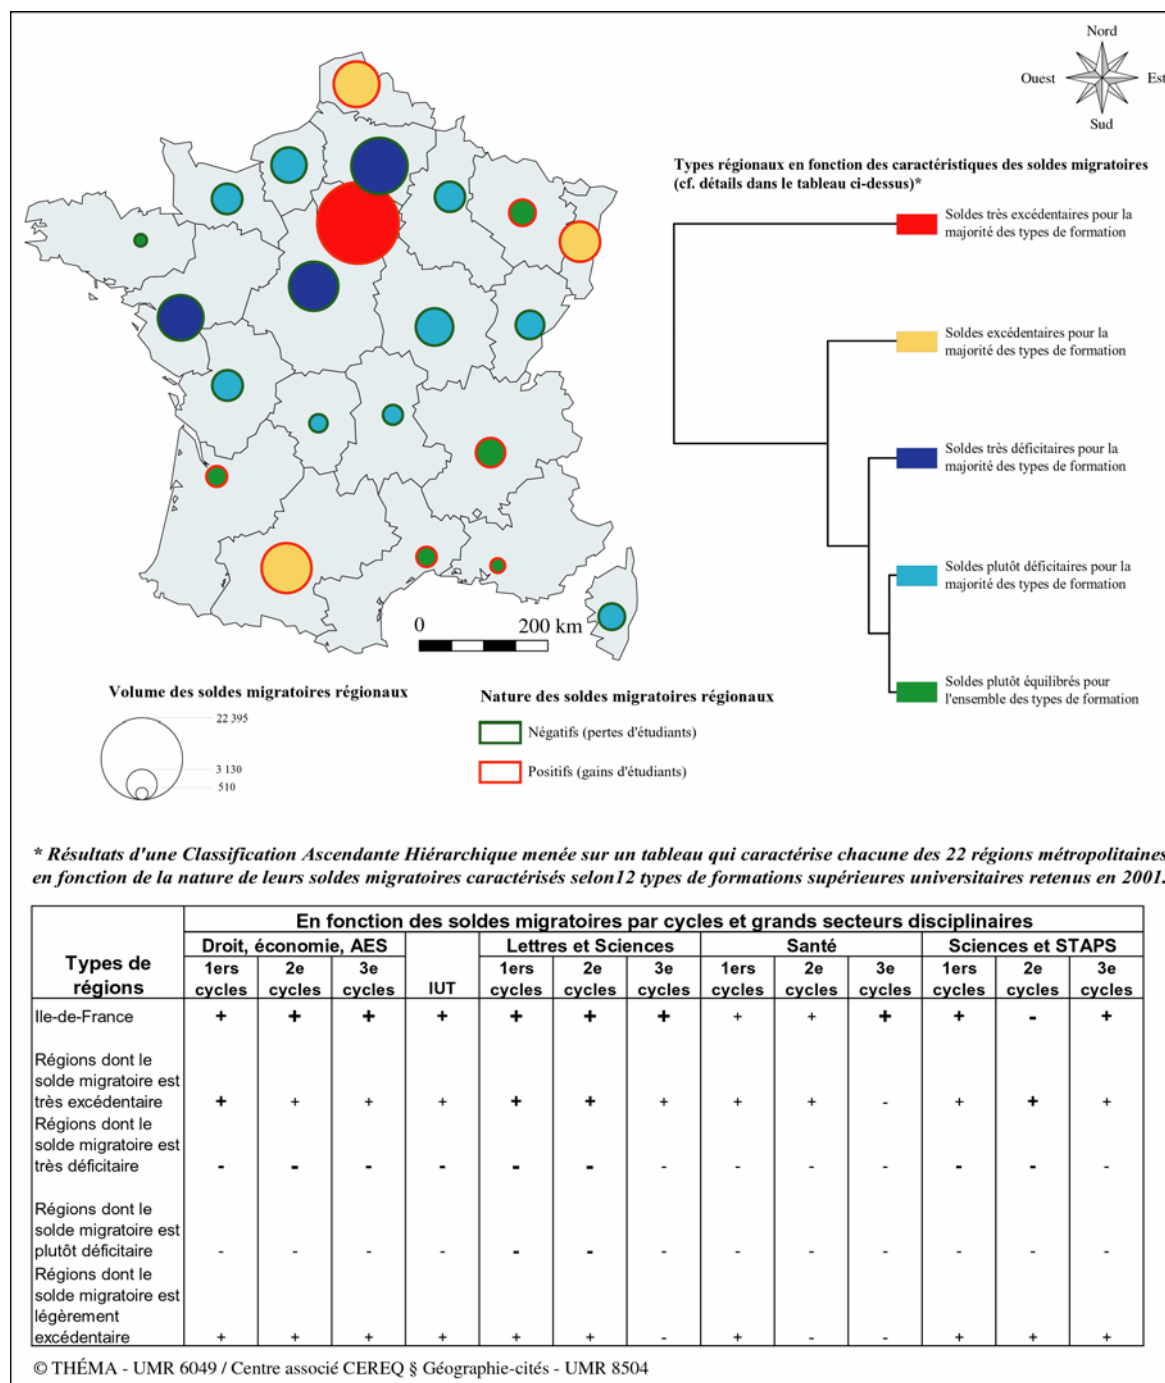 Nord
Ouest
Est
Sud
Types régionaux en fonction des caractéristiques des soldes migratoires
(cf. détails dans le tableau ci-dessus)*
Soldes très excédentaires pour la
majorité des types de formation
Soldes excédentaires pour la
majorité des types de formation
Soldes très déficitaires pour la
majorité des types de formation
Soldes plutôt déficitaires pour la
majorité des types de formation
Soldes plutôt équilibrés pour
l'ensemble des types de formation
0 200 km
Volume des soldes migratoires régionaux
22 395
3 130
510
Nature des soldes migratoires régionaux
Négatifs (pertes d'étudiants)
Positifs (gains d'étudiants)
* Résultats d'une Classification Ascendante Hiérarchique menée sur un tableau qui caractérise chacune des 22 régions métropolitaines
en fonction de la nature de leurs soldes migratoires caractérisés selon12 types de formations supérieures universitaires retenus en 2001.
En fonction des soldes migratoires par cycles et grands secteurs disciplinaires
Types de
régions
Droit, économie, AES
Lettres et Sciences
Santé
Sciences et STAPS
1ers 2e 3e 1ers 2e 3e 1ers 2e 3e 1ers 2e 3e
cycles cycles cycles IUT cycles cycles cycles cycles cycles cycles cycles cycles cycles
Ile-de-France + + + + + + + + + + + - +
Régions dont le
solde migratoire est
très excédentaire + + + + + + + + + - + + +
Régions dont le
solde migratoire est
très déficitaire - - - - - - - - - - - - -
Régions dont le
solde migratoire est
plutôt déficitaire - - - - - - - - - - - - -
Régions dont le
solde migratoire est
légèrement
excédentaire + + + + + + - + - - + + +
© THÉMA - UMR 6049 / Centre associé CEREQ § Géographie-cités - UMR 8504